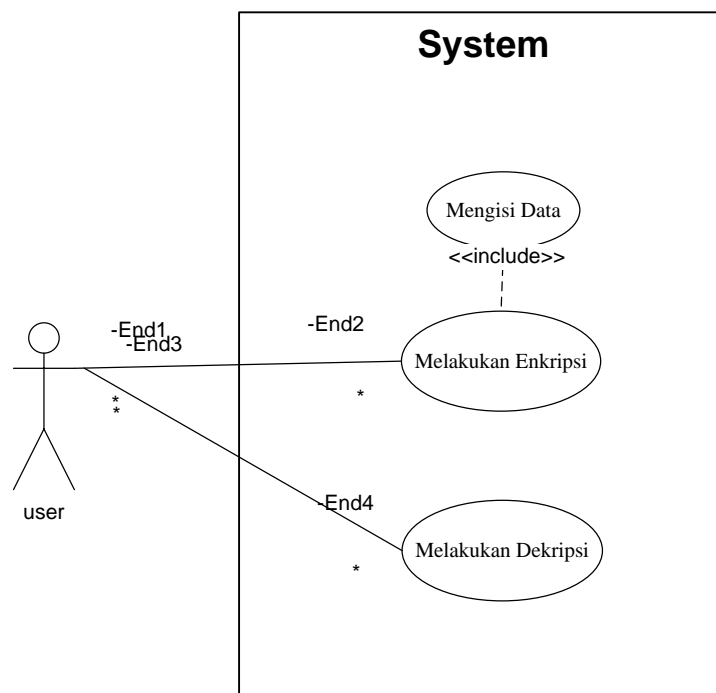 System
Mengisi Data
<<include>>
-End1
-End3
-End2
Melakukan Enkripsi
*
*
*
user
-End4
Melakukan Dekripsi
*